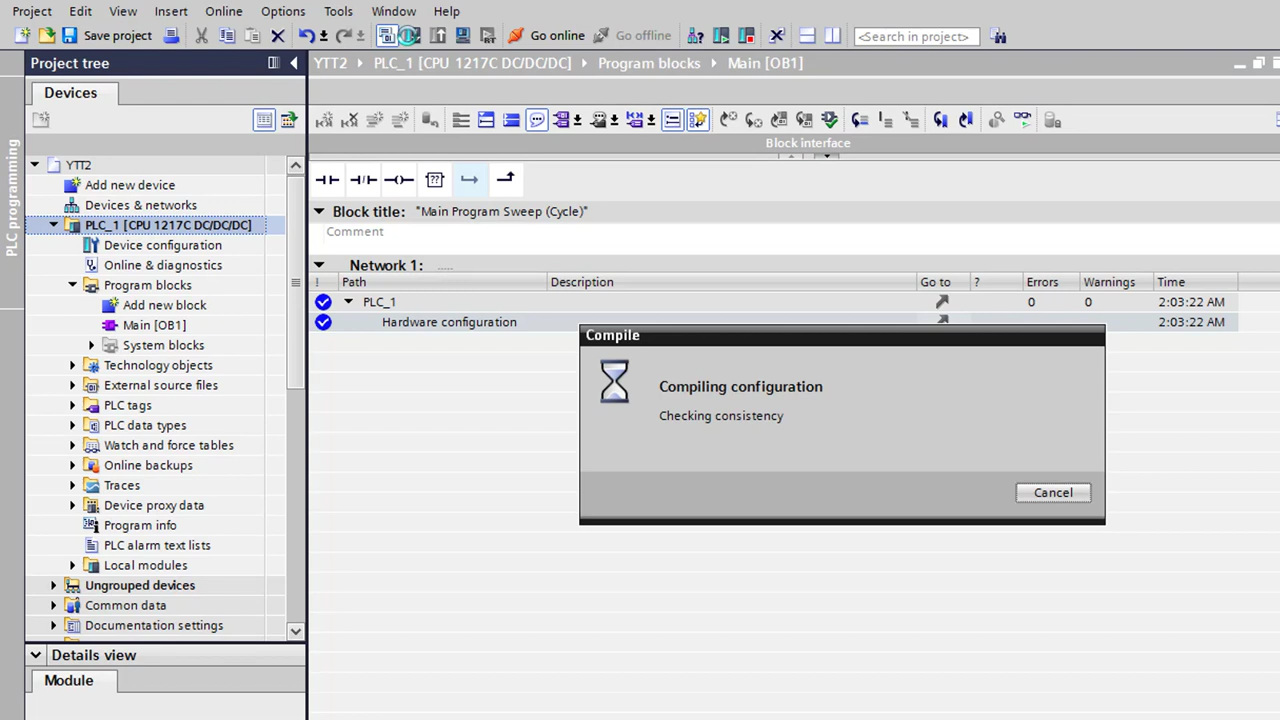 Project Edit View Insert Online Options Tools Window Help
Save project Go online Go offline <Search in project>
Project tree
YTT2 PLC_1 [CPU 1217C DC/DC/DC] Program blocks Main [OB1]
Devices
PLC programming
Block interface
YTT2
Add new device
Devices & networks
PLC_1 [CPU 1217C DC/DC/DC]
Device configuration
Online & diagnostics
Program blocks
Add new block
Main [OB1]
System blocks
Technology objects
External source files
PLC tags
PLC data types
Watch and force tables
Online backups
Traces
Device proxy data
Program info
PLC alarm text lists
Local modules
Ungrouped devices
Common data
Documentation settings
Details view
Module
??
Block title: "Main Program Sweep (Cycle)"
Comment
Network 1: .....
! Path Description Go to ? Errors Warnings Time
PLC_1 0 0 2:03:22 AM
Hardware configuration 2:03:22 AM
Compile
Compiling configuration
Checking consistency
Cancel